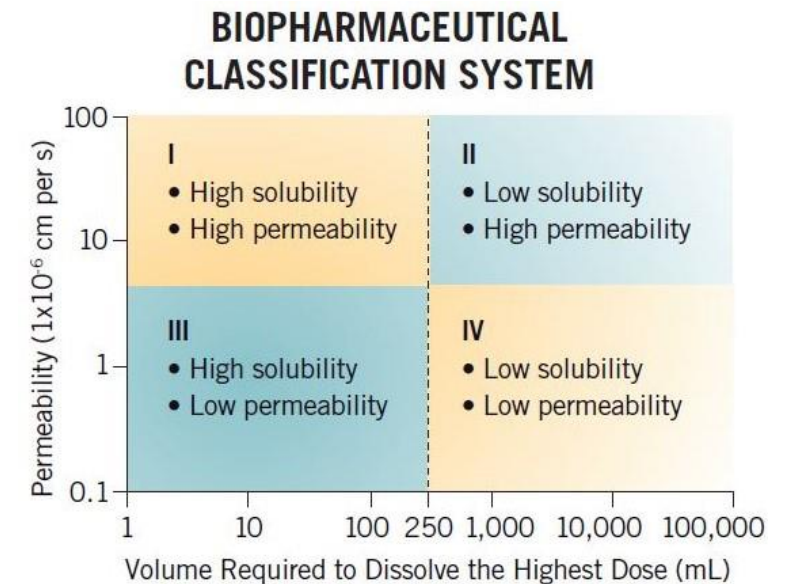 BIOPHARMACEUTICAL
CLASSIFICATION SYSTEM
Permeability (1x10⁻⁶ cm per s)
100
10
1
0.1
I
• High solubility
• High permeability
II
• Low solubility
• High permeability
III
• High solubility
• Low permeability
IV
• Low solubility
• Low permeability
1 10 100 250 1,000 10,000 100,000
Volume Required to Dissolve the Highest Dose (mL)